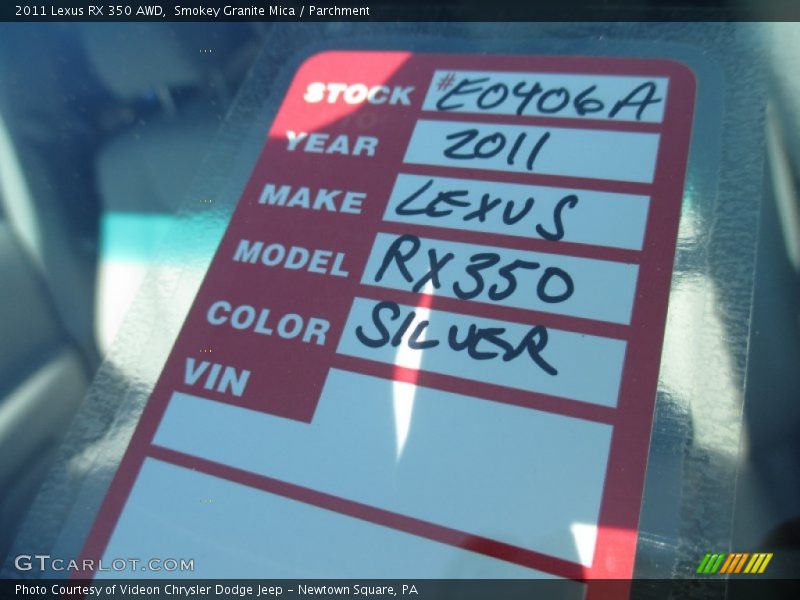 2011 Lexus RX 350 AWD, Smokey Granite Mica / Parchment
STOCK #E0406A
YEAR 2011
MAKE LEXUS
MODEL RX350
COLOR SILVER
VIN
GTCARLOT.COM
Photo Courtesy of Videon Chrysler Dodge Jeep - Newtown Square, PA